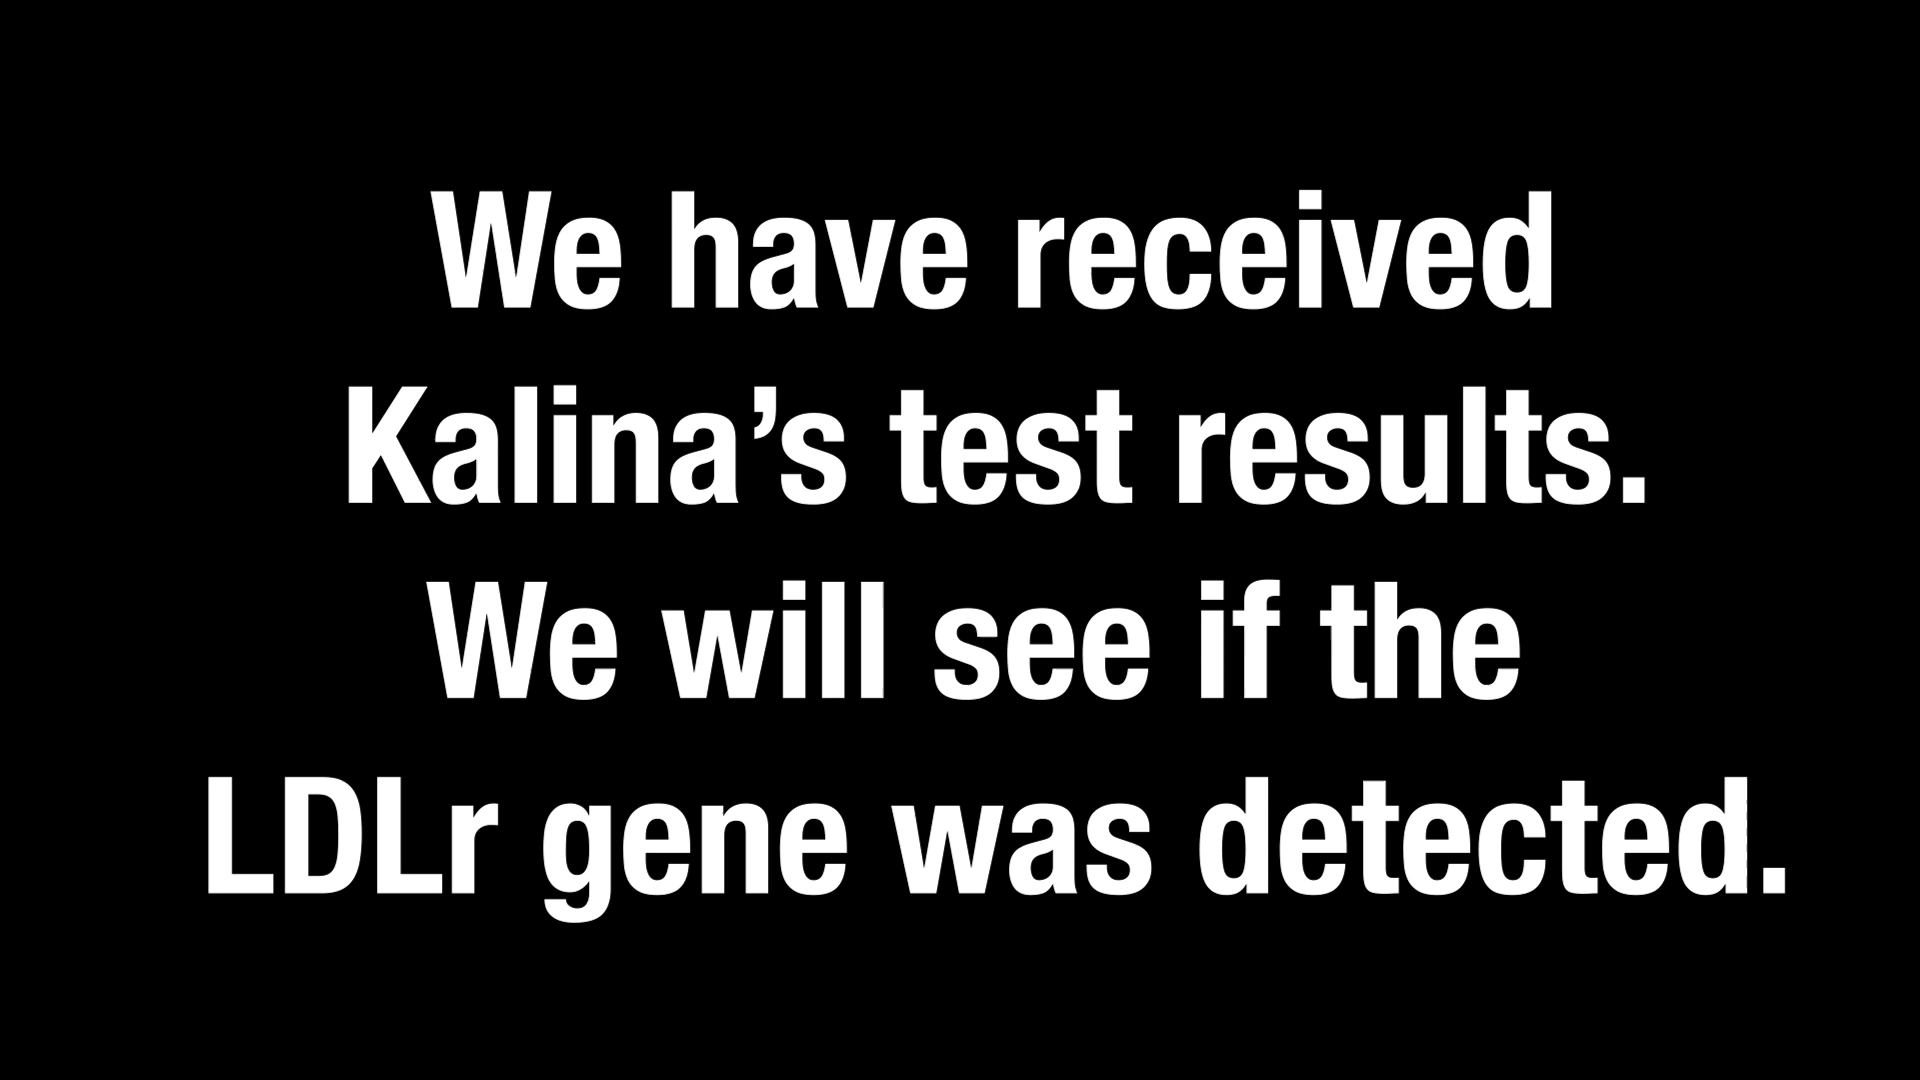 We have received
Kalina’s test results.
We will see if the
LDLr gene was detected.